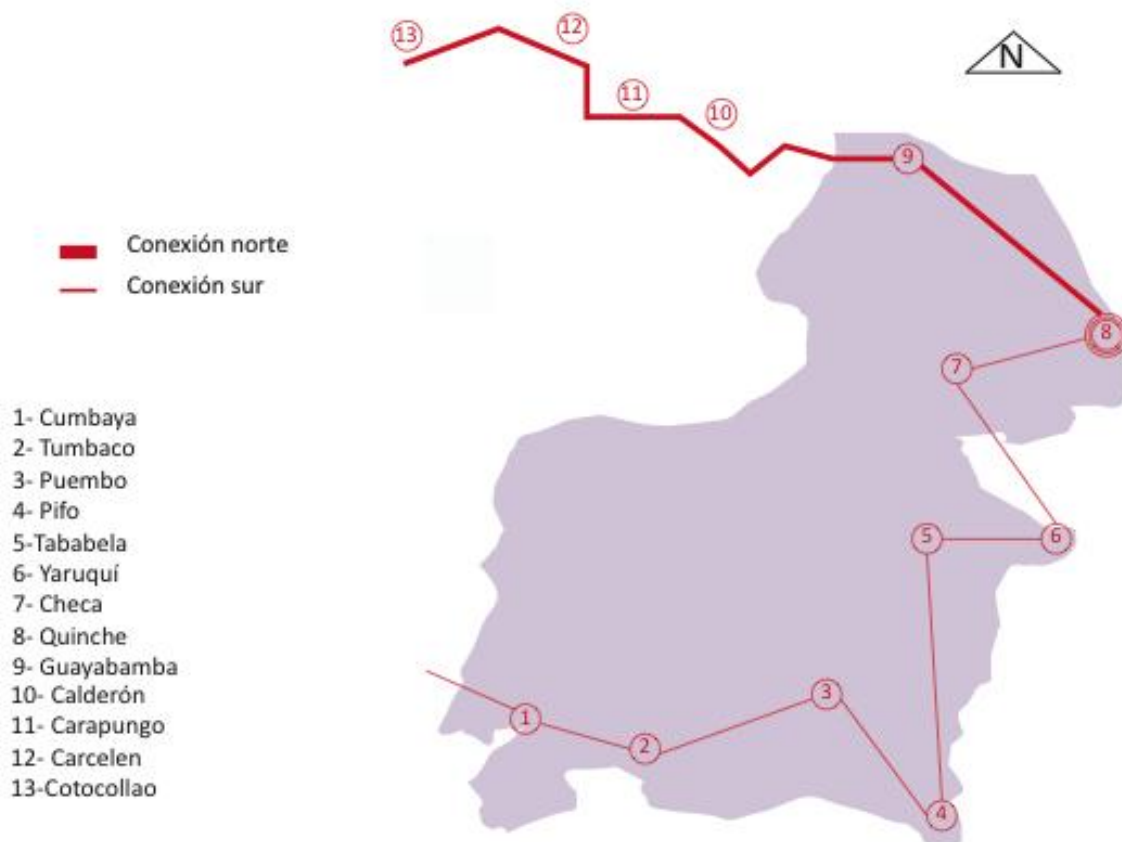 13
12
N
11
10
9
Conexión norte
Conexión sur
8
7
1- Cumbaya
2- Tumbaco
3- Puembo
4- Pifo
5-Tababela
6- Yaruquí
7- Checa
8- Quinche
9- Guayabamba
10- Calderón
11- Carapungo
12- Carcelen
13-Cotocollao
5
6
3
1
2
4